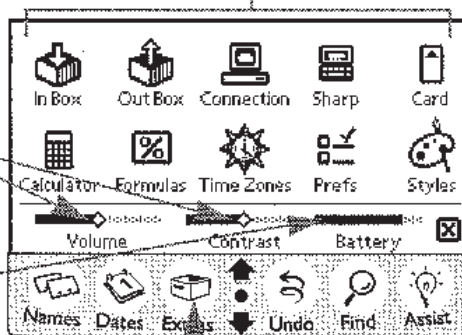 In Box Out Box Connection Sharp Card
Calculator Formulas Time Zones Prefs Styles
Volume Contrast Battery
Names Dates Extras Undo Find Assist